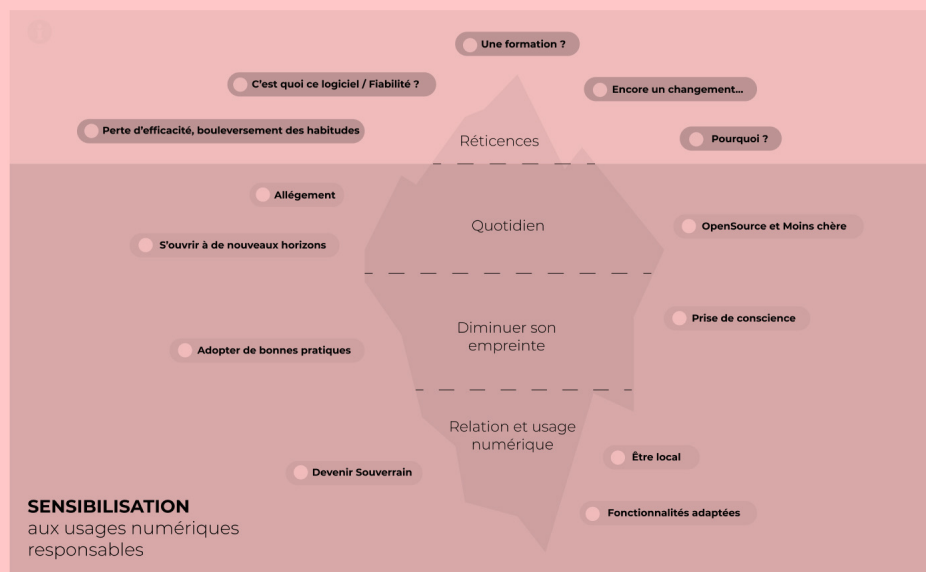 Une formation ?
C'est quoi ce logiciel / Fiabilité ?
Encore un changement...
Perte d'efficacité, bouleversement des habitudes
Pourquoi ?
Réticences
Allégement
Quotidien
OpenSource et Moins chère
S'ouvrir à de nouveaux horizons
Prise de conscience
Diminuer son
empreinte
Adopter de bonnes pratiques
Relation et usage
numérique
Être local
Devenir Souverrain
Fonctionnalités adaptées
SENSIBILISATION
aux usages numériques
responsables